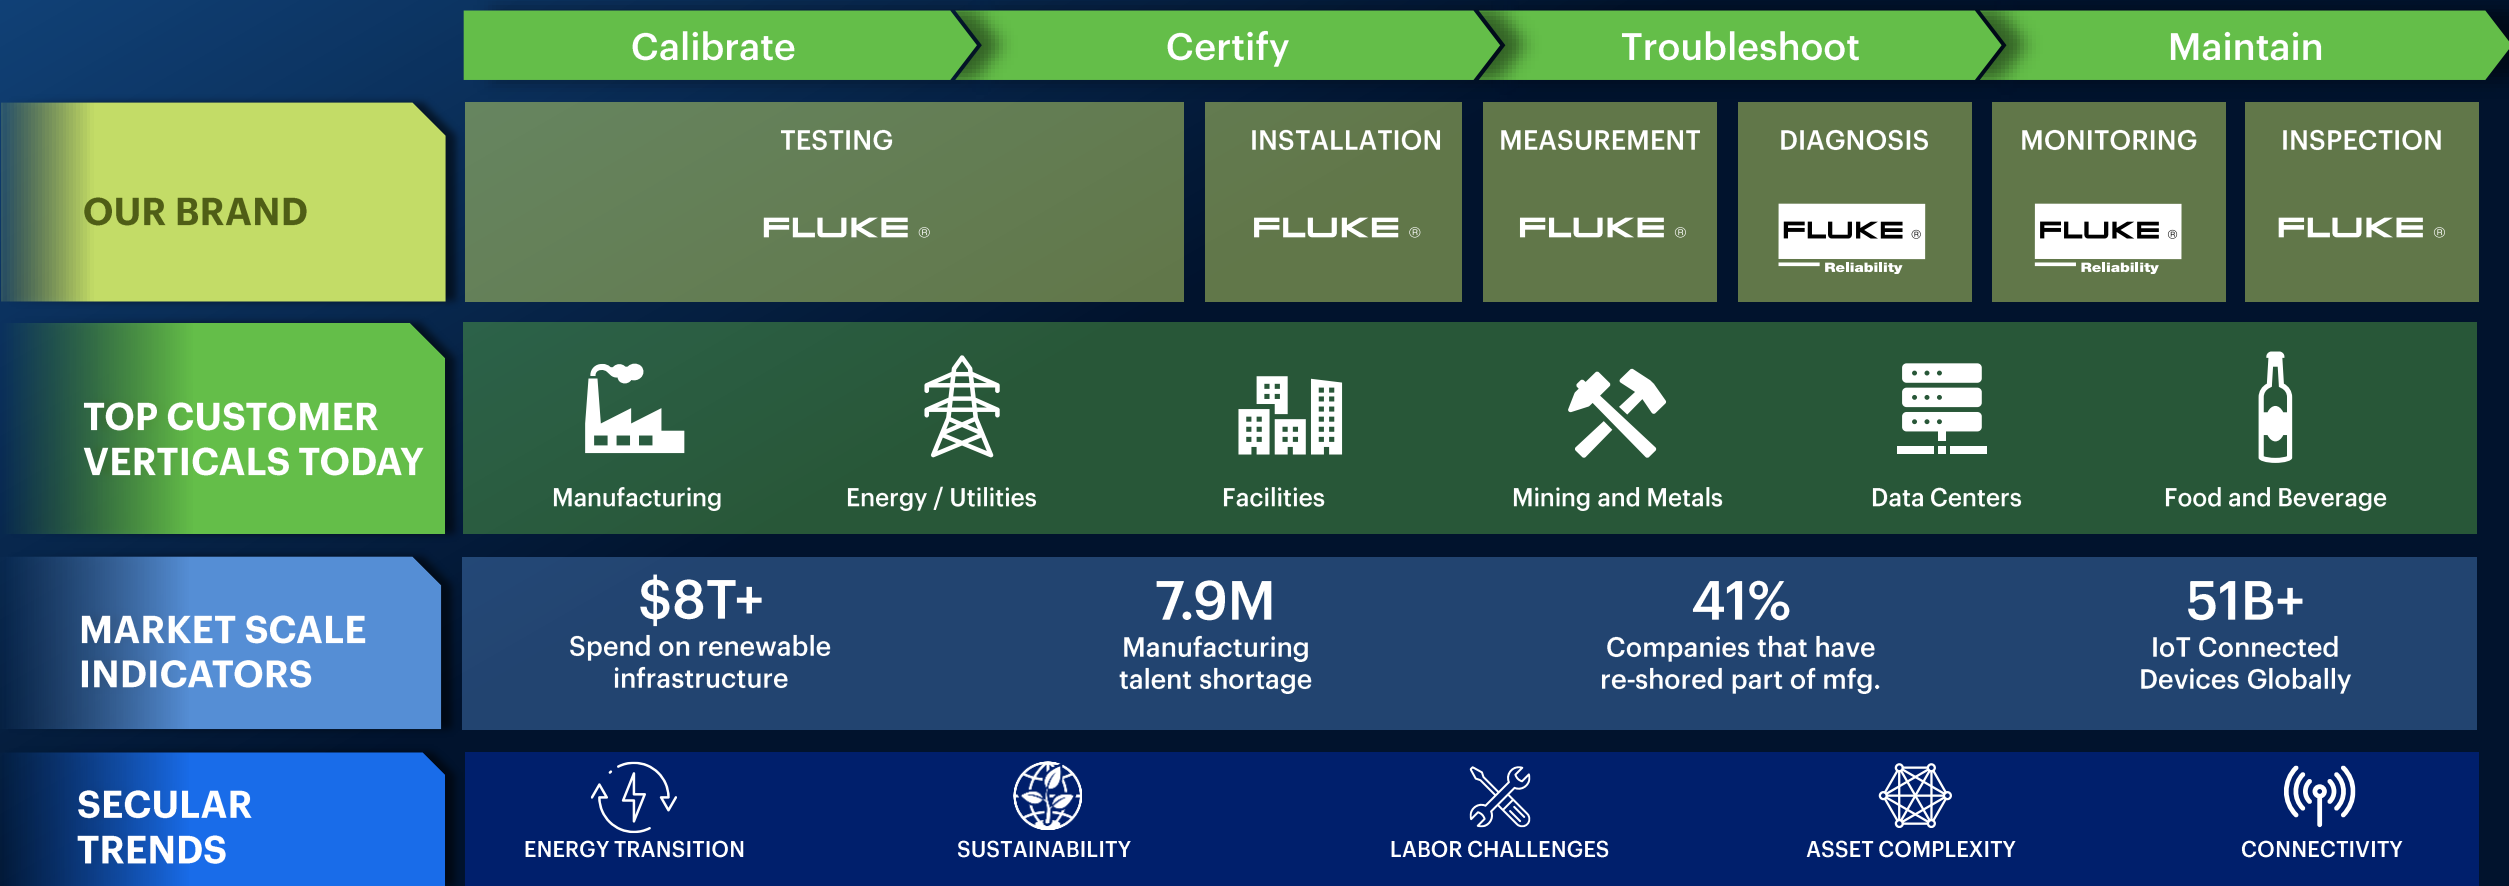 Calibrate
Certify
Troubleshoot
Maintain
OUR BRAND
TESTING
FLUKE ®
INSTALLATION
FLUKE ®
MEASUREMENT
FLUKE ®
DIAGNOSIS
FLUKE ®
Reliability
MONITORING
FLUKE ®
Reliability
INSPECTION
FLUKE ®
TOP CUSTOMER
VERTICALS TODAY
Manufacturing
Energy / Utilities
Facilities
Mining and Metals
Data Centers
Food and Beverage
MARKET SCALE
INDICATORS
$8T+
Spend on renewable
infrastructure
7.9M
Manufacturing
talent shortage
41%
Companies that have
re-shored part of mfg.
51B+
IoT Connected
Devices Globally
SECULAR
TRENDS
ENERGY TRANSITION
SUSTAINABILITY
LABOR CHALLENGES
ASSET COMPLEXITY
CONNECTIVITY